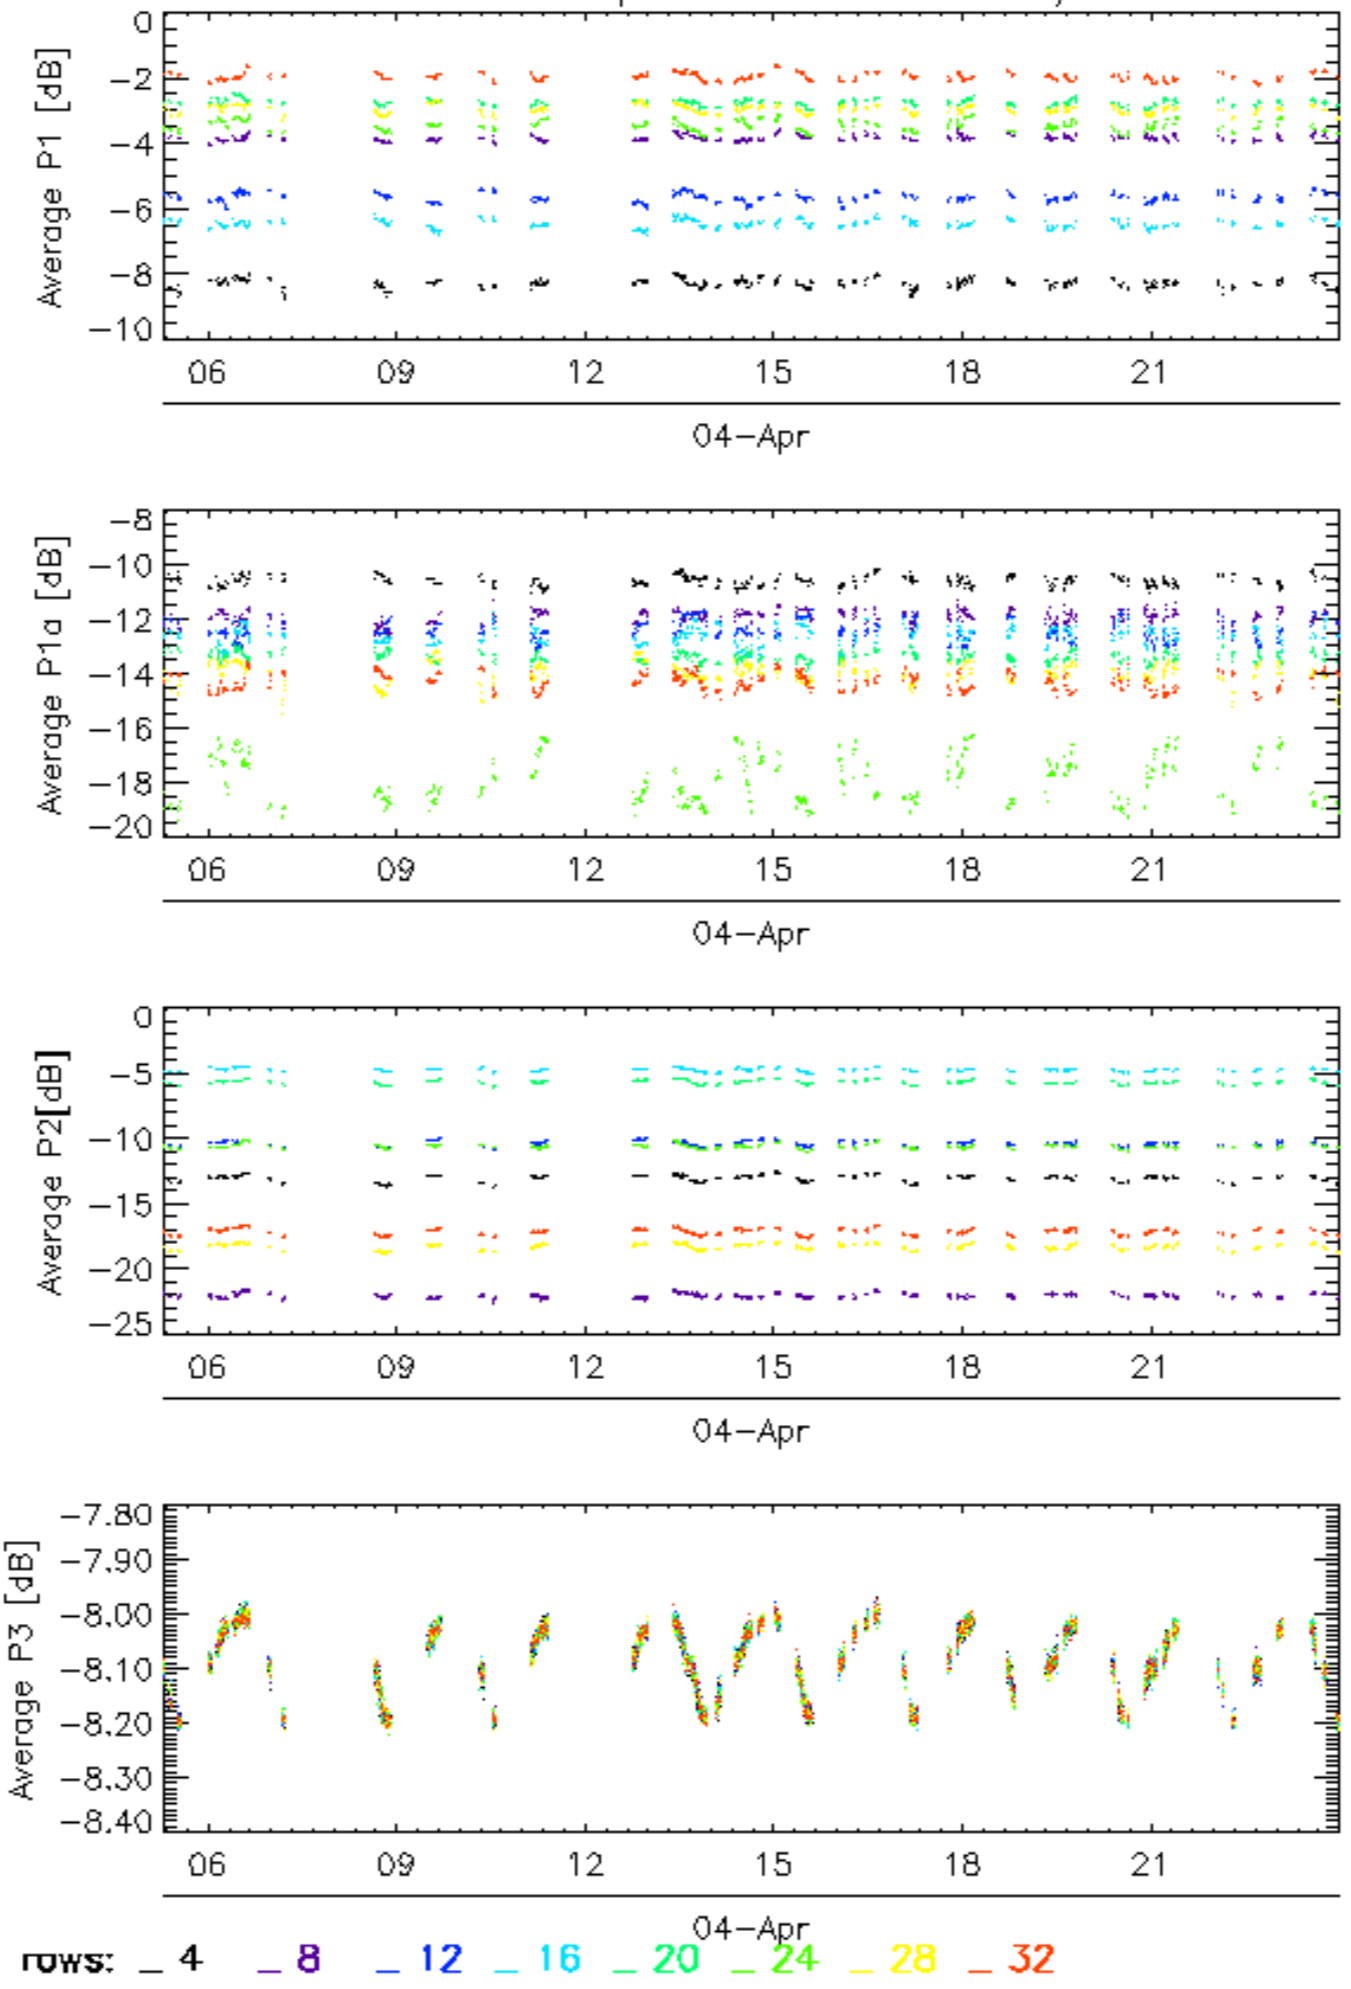 Average P1 [dB]
0
−2
−4
−6
−8
−10
06 09 12 15 18 21
04−Apr
Average P1a [dB]
−8
−10
−12
−14
−16
−18
−20
06 09 12 15 18 21
04−Apr
Average P2[dB]
0
−5
−10
−15
−20
−25
06 09 12 15 18 21
04−Apr
Average P3 [dB]
−7.80
−7.90
−8.00
−8.10
−8.20
−8.30
−8.40
06 09 12 15 18 21
04−Apr
rows: _ 4 _ 8 _ 12 _ 16 _ 20 _ 24 _ 28 _ 32